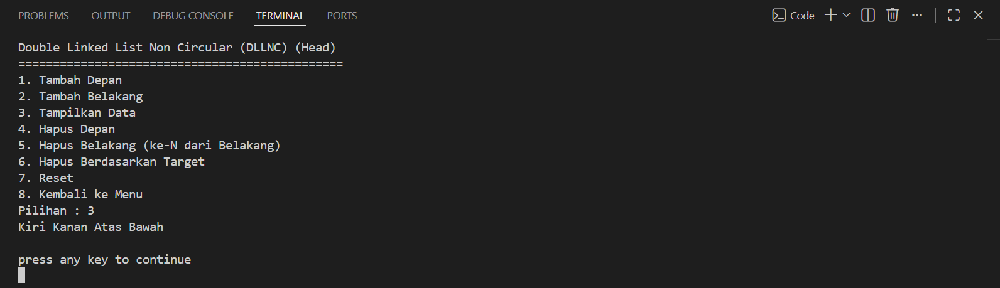 PROBLEMS OUTPUT DEBUG CONSOLE TERMINAL PORTS Code
Double Linked List Non Circular (DLLNC) (Head)
===============================================
1. Tambah Depan
2. Tambah Belakang
3. Tampilkan Data
4. Hapus Depan
5. Hapus Belakang (ke-N dari Belakang)
6. Hapus Berdasarkan Target
7. Reset
8. Kembali ke Menu
Pilihan : 3
Kiri Kanan Atas Bawah
press any key to continue